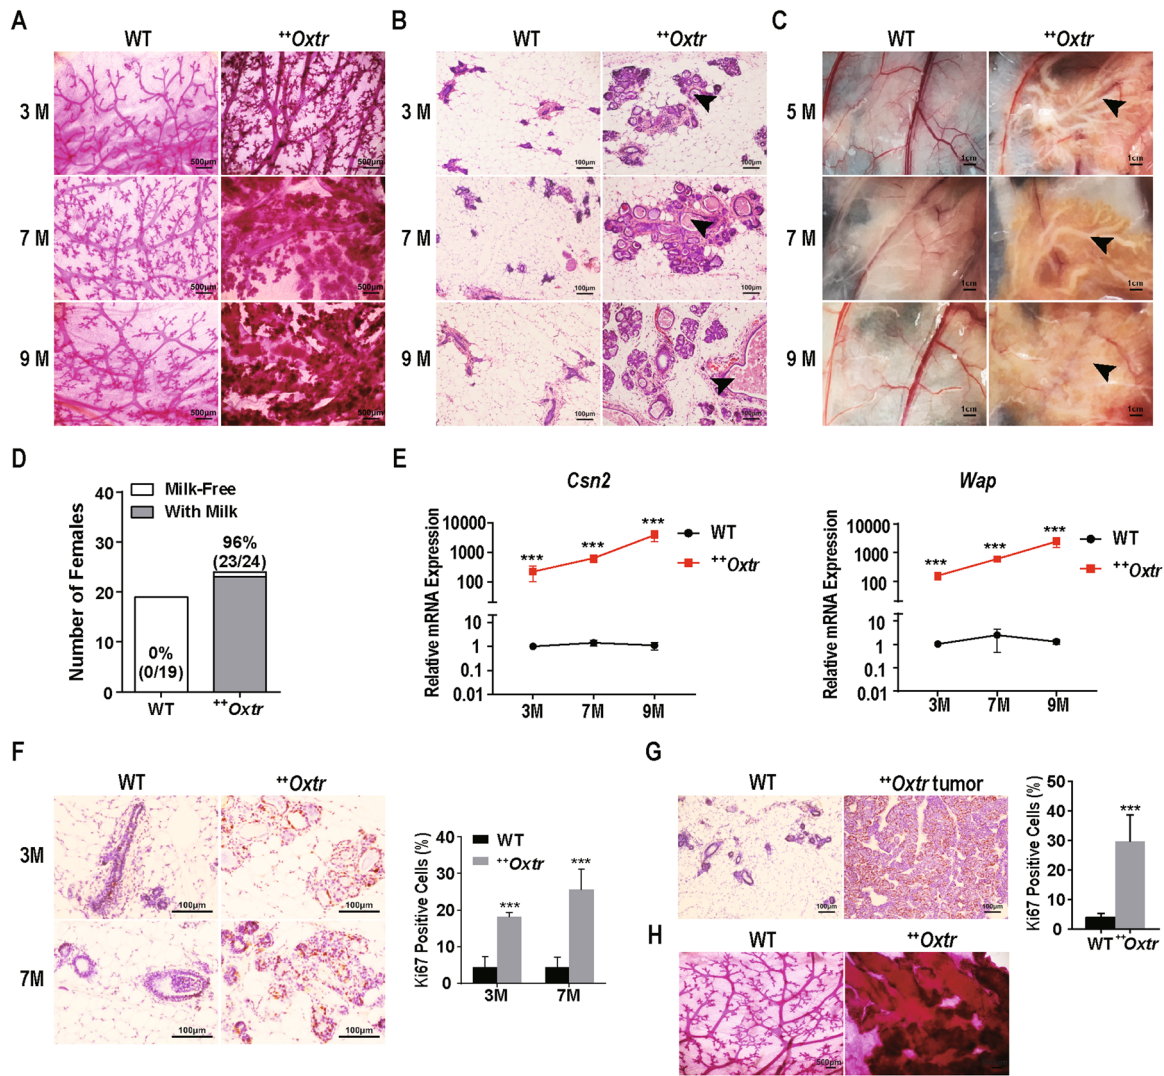 A
WT
++Oxtr
3 M
500μm
500μm
7 M
500μm
500μm
9 M
500μm
500μm
B
WT
++Oxtr
3 M
100μm
100μm
7 M
100μm
100μm
9 M
100μm
100μm
C
WT
++Oxtr
5 M
1cm
1cm
7 M
1cm
1cm
9 M
1cm
1cm
D
Number of Females
40
30
20
10
0
Milk-Free
With Milk
96%
(23/24)
0%
(0/19)
WT
++Oxtr
E
Csn2
Relative mRNA Expression
10000
1000
100
10
1
0.1
0.01
***
***
***
WT
++Oxtr
3M
7M
9M
Wap
Relative mRNA Expression
10000
1000
100
10
1
0.1
0.01
***
***
***
WT
++Oxtr
3M
7M
9M
F
WT
++Oxtr
3M
100μm
100μm
7M
100μm
100μm
Ki67 Positive Cells (%)
40
30
20
10
0
WT
++Oxtr
***
***
3M
7M
G
WT
++Oxtr tumor
100μm
100μm
Ki67 Positive Cells (%)
50
40
30
20
10
0
***
WT
++Oxtr
H
WT
++Oxtr
500μm